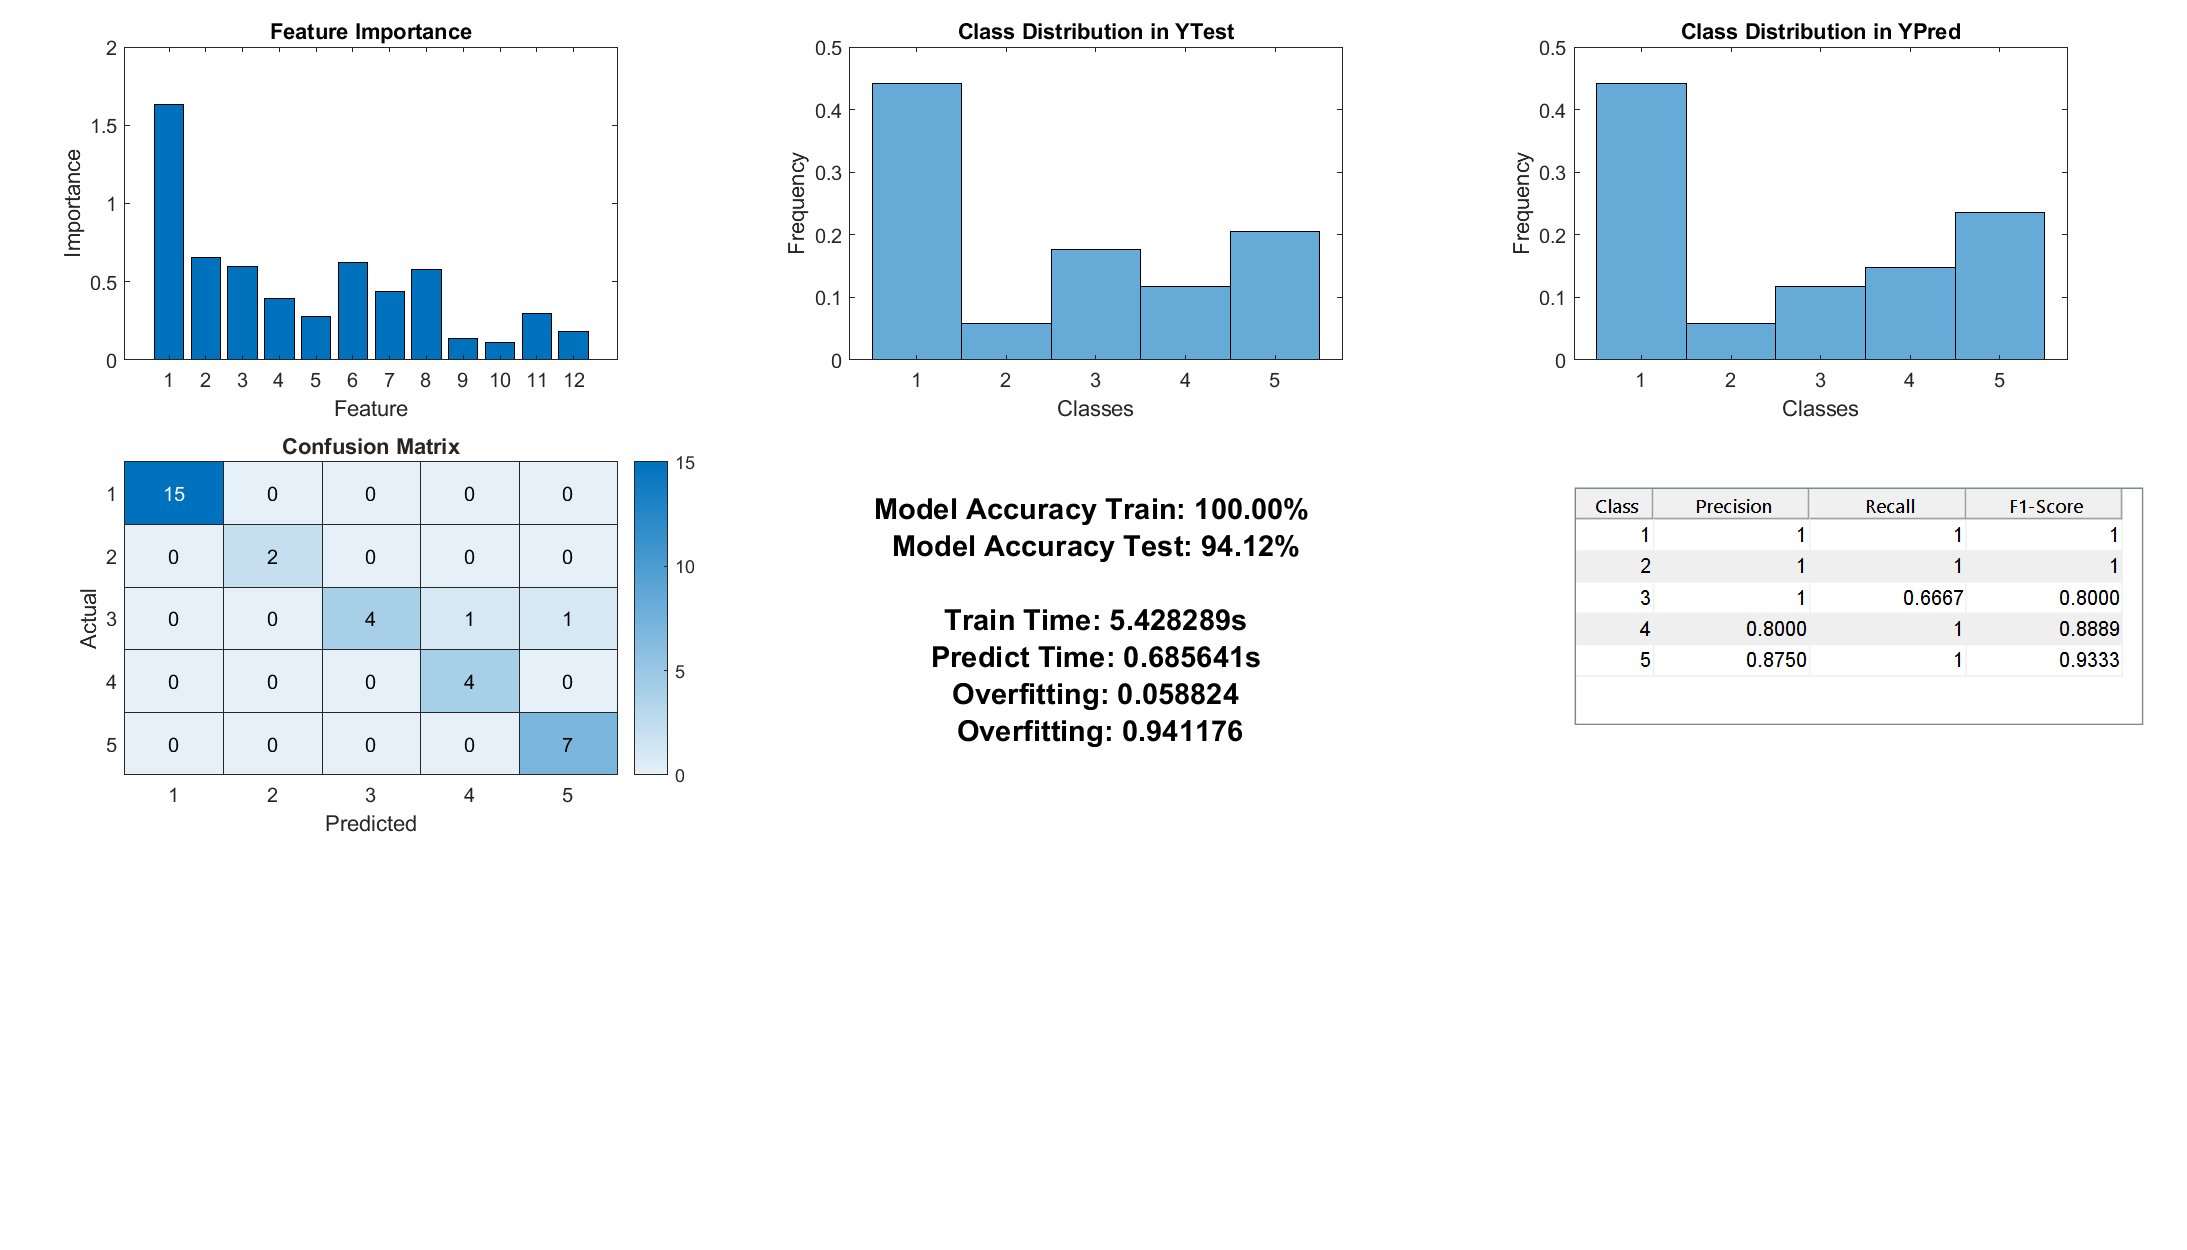 Feature Importance
2
1.5
1
0.5
0
Importance
1 2 3 4 5 6 7 8 9 10 11 12
Feature
Class Distribution in YTest
0.5
0.4
0.3
0.2
0.1
0
Frequency
1 2 3 4 5
Classes
Class Distribution in YPred
0.5
0.4
0.3
0.2
0.1
0
Frequency
1 2 3 4 5
Classes
Confusion Matrix
Actual
1 15 0 0 0 0
2 0 2 0 0 0
3 0 0 4 1 1
4 0 0 0 4 0
5 0 0 0 0 7
1 2 3 4 5
Predicted
15
10
5
0
Model Accuracy Train: 100.00%
Model Accuracy Test: 94.12%
Train Time: 5.428289s
Predict Time: 0.685641s
Overfitting: 0.058824
Overfitting: 0.941176
Class Precision Recall F1-Score
1 1 1 1
2 1 1 1
3 1 0.6667 0.8000
4 0.8000 1 0.8889
5 0.8750 1 0.9333